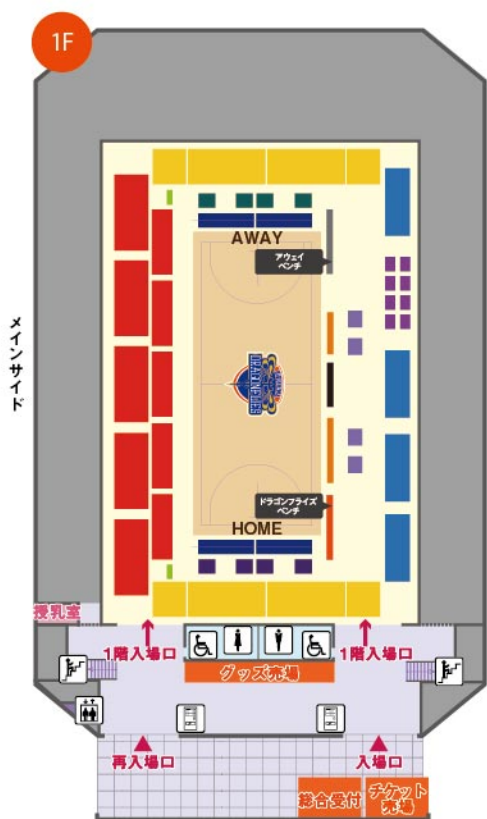 1F
メインサイド
AWAY
アウェイ
ベンチ
ドラゴンフライズ
ベンチ
HOME
授乳室
1階入場口
1階入場口
グッズ売場
再入場口
入場口
総合受付
チケット
売場